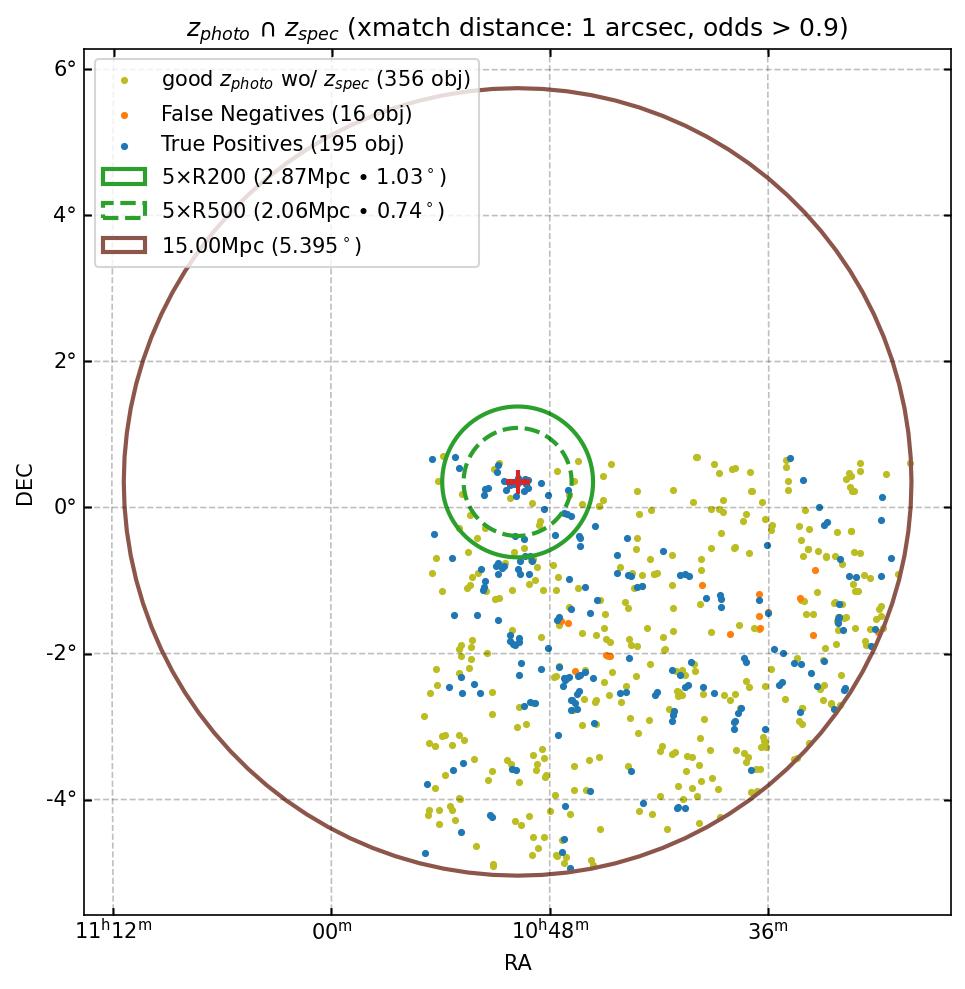 z_photo ∩ z_spec (xmatch distance: 1 arcsec, odds > 0.9)
good z_photo wo/ z_spec (356 obj)
False Negatives (16 obj)
True Positives (195 obj)
5×R200 (2.87Mpc • 1.03°)
5×R500 (2.06Mpc • 0.74°)
15.00Mpc (5.395°)
6°
4°
2°
0°
-2°
-4°
DEC
11h12m
00m
10h48m
36m
RA